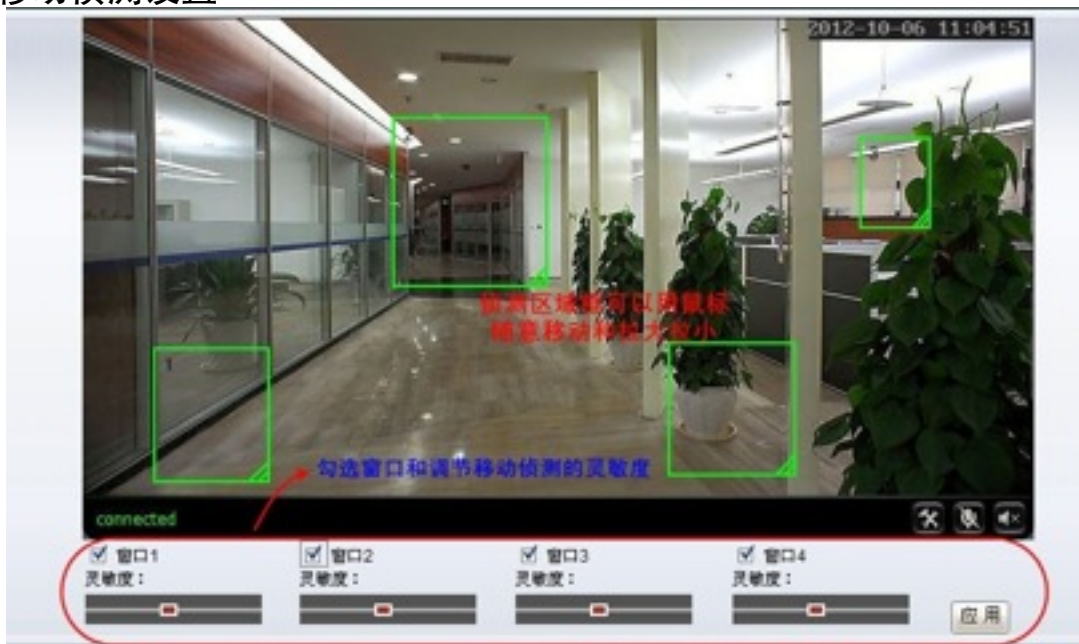 移动侦测设置
2012-10-06 11:04:51
侦测区域都可以用鼠标
随意移动和拉大拉小
勾选窗口和调节移动侦测的灵敏度
connected
窗口1 窗口2 窗口3 窗口4
灵敏度： 灵敏度： 灵敏度： 灵敏度：
应用